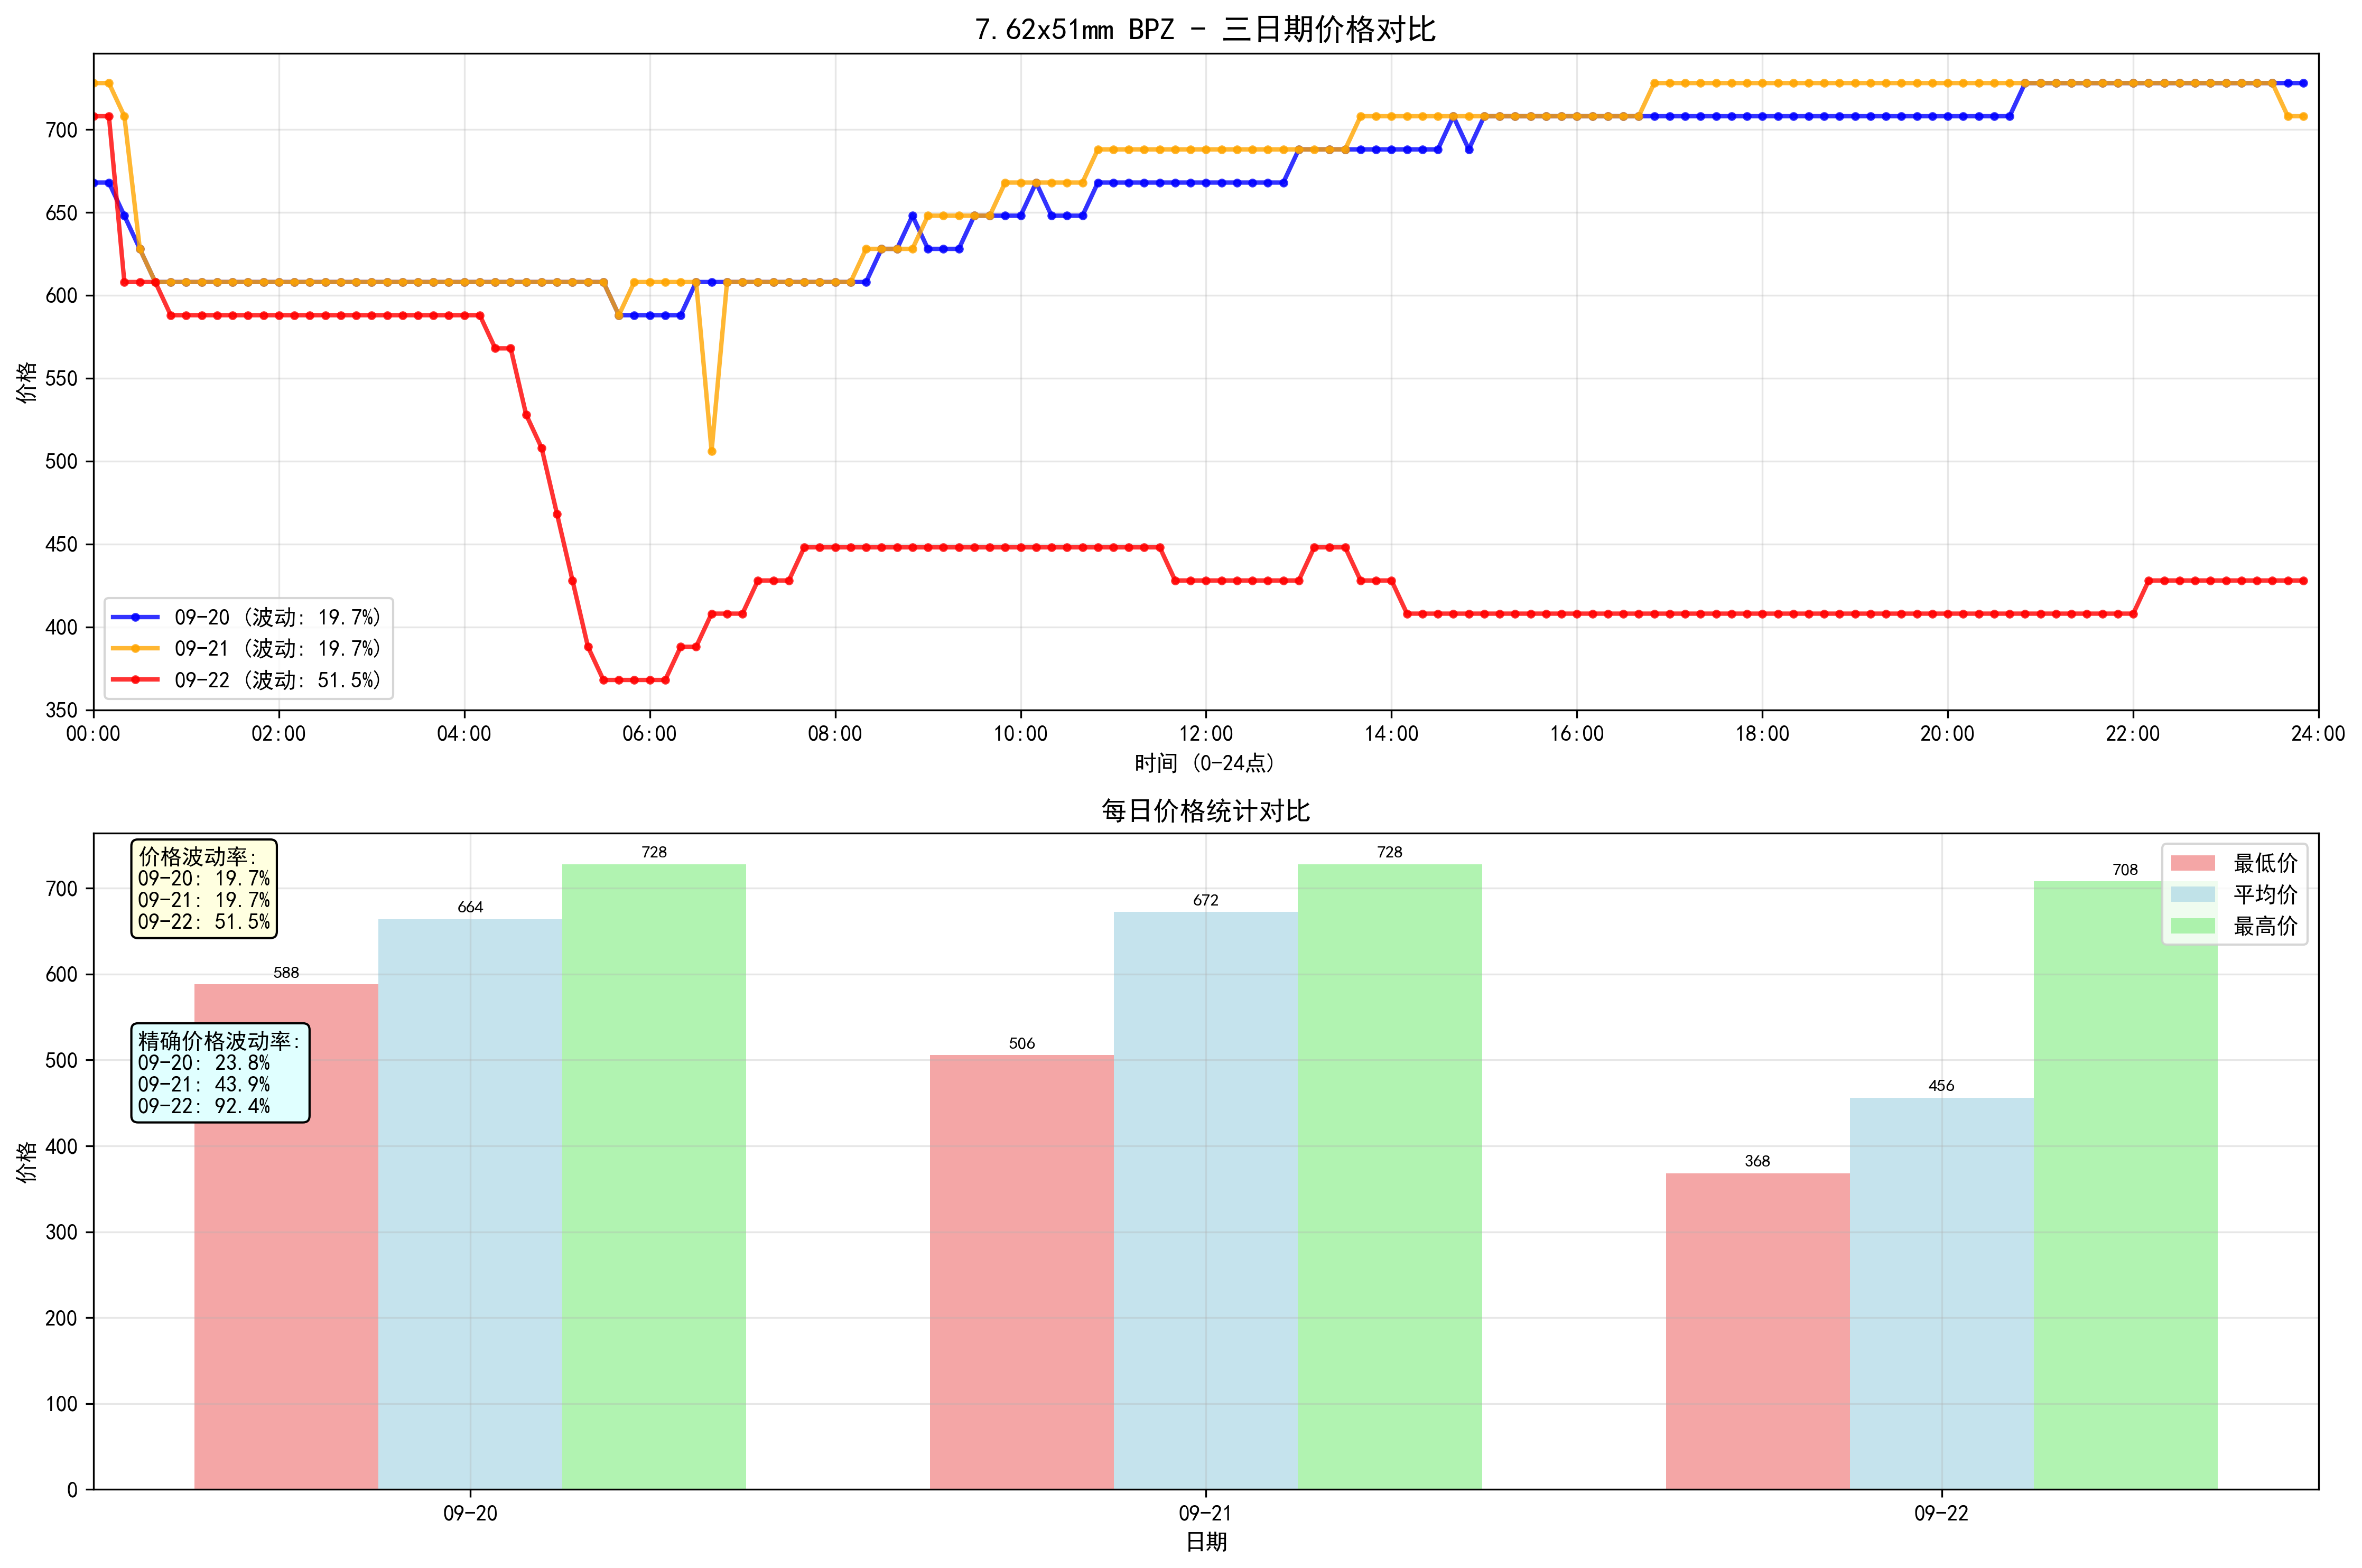 7.62x51mm BPZ - 三日期价格对比
价格
700
650
600
550
500
450
400
350
09-20 (波动: 19.7%)
09-21 (波动: 19.7%)
09-22 (波动: 51.5%)
00:00 02:00 04:00 06:00 08:00 10:00 12:00 14:00 16:00 18:00 20:00 22:00 24:00
时间 (0-24点)
每日价格统计对比
价格
700
600
500
400
300
200
100
0
价格波动率:
09-20: 19.7%
09-21: 19.7%
09-22: 51.5%
精确价格波动率:
09-20: 23.8%
09-21: 43.9%
09-22: 92.4%
588
664
728
506
672
728
368
456
708
最低价
平均价
最高价
09-20 09-21 09-22
日期